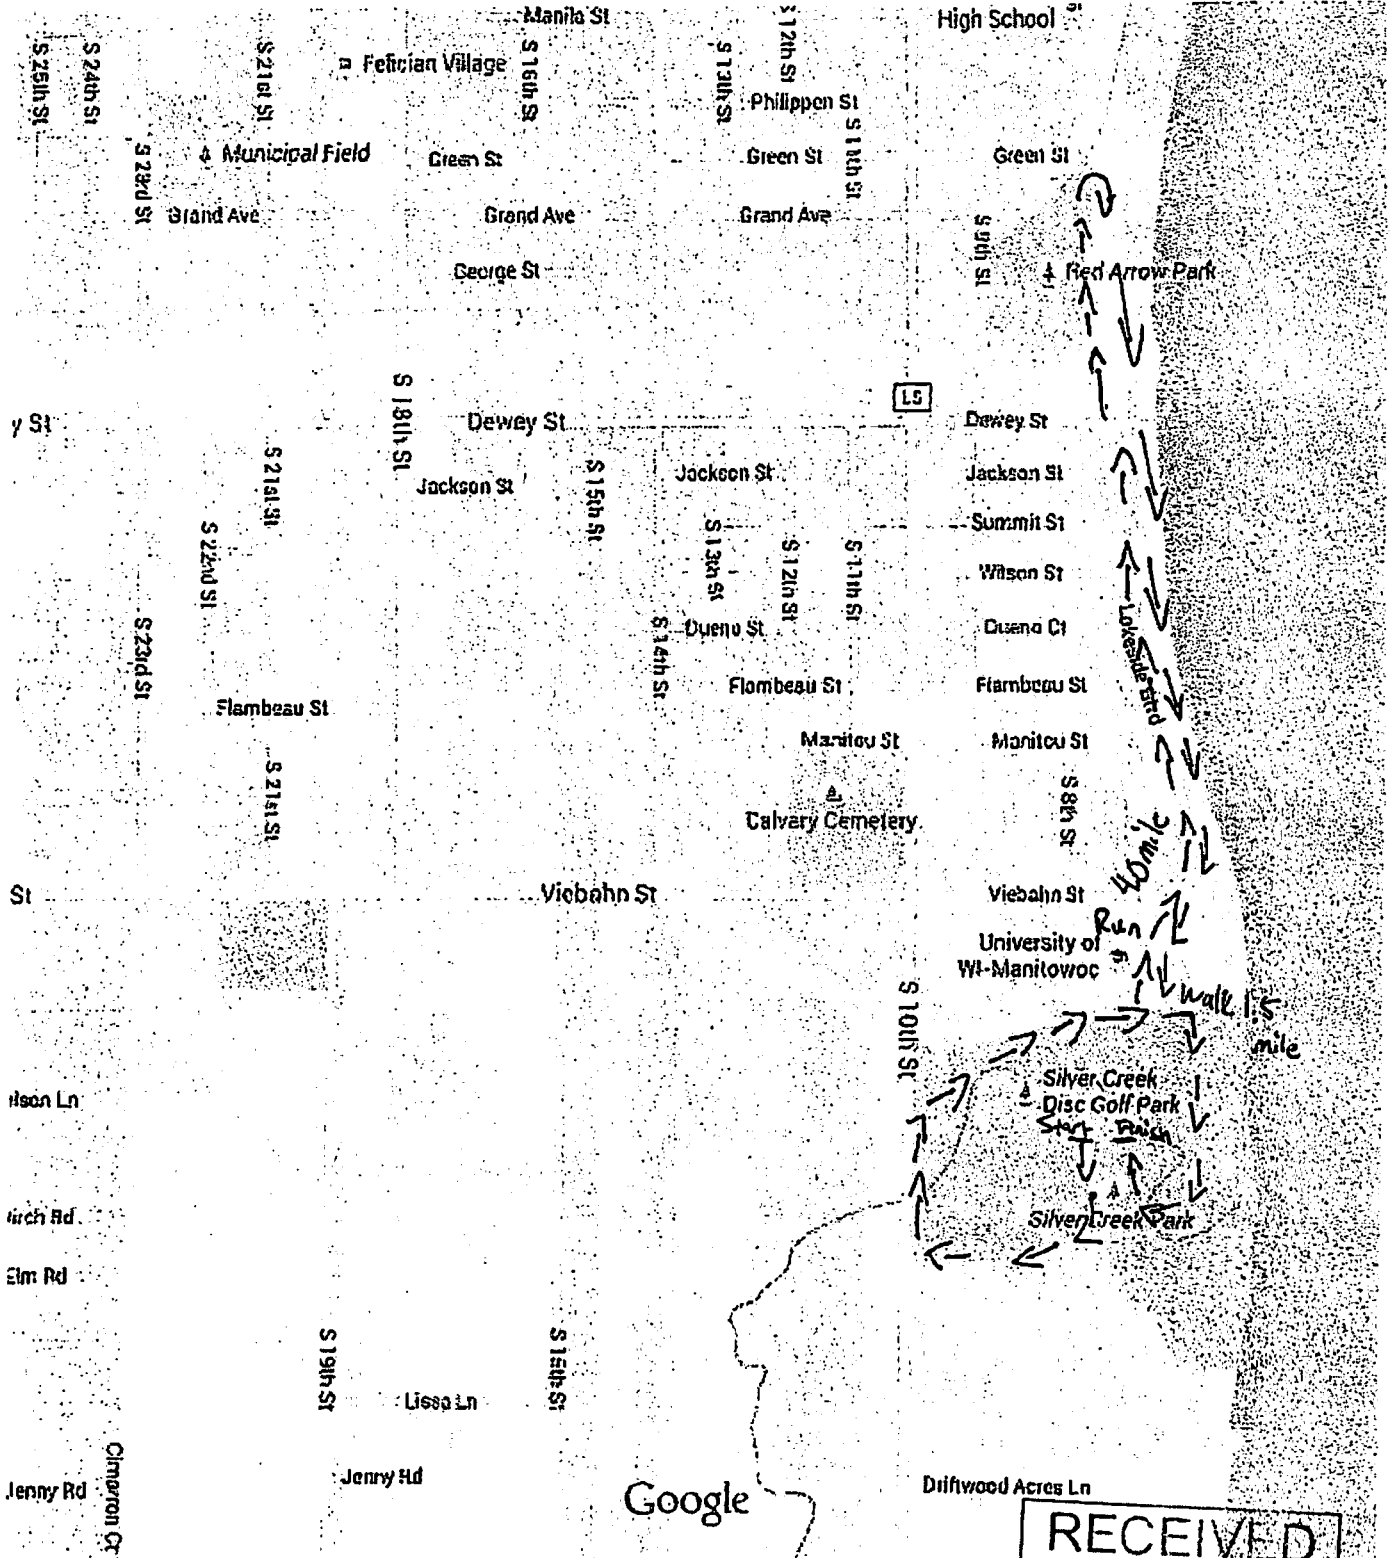 Manila St
High School
S 25th St
S 24th St
S 21st St
Felician Village
S 16th St
S 13th St
S 12th St
Philippen St
S 23rd St
Municipal Field
Green St
Green St
S 11th St
Green St
Grand Ave
Grand Ave
Grand Ave
S 9th St
George St
Red Arrow Park
S 18th St
LS
y St
Dewey St
Dewey St
S 21st St
Jackson St
S 15th St
Jackson St
Jackson St
S 22nd St
S 13th St
S 12th St
S 11th St
Summit St
Wilson St
S 23rd St
S 14th St
Dueno St
Dueno Ct
Lakeside Blvd
Flambeau St
Flambeau St
Flambeau St
Manitou St
Manitou St
S 21st St
Calvary Cemetery
S 8th St
40 mile
St
Viebahn St
Viebahn St
Run
University of
WI-Manitowoc
S 10th St
Walk 1.5
mile
Silver Creek
Disc Golf Park
Start Finish
ilson Ln
Silver Creek Park
irch Rd
Elm Rd
S 19th St
S 15th St
Lissa Ln
Cimarron Ct
Jenny Rd
Jenny Rd
Google
Driftwood Acres Ln
RECEIVED